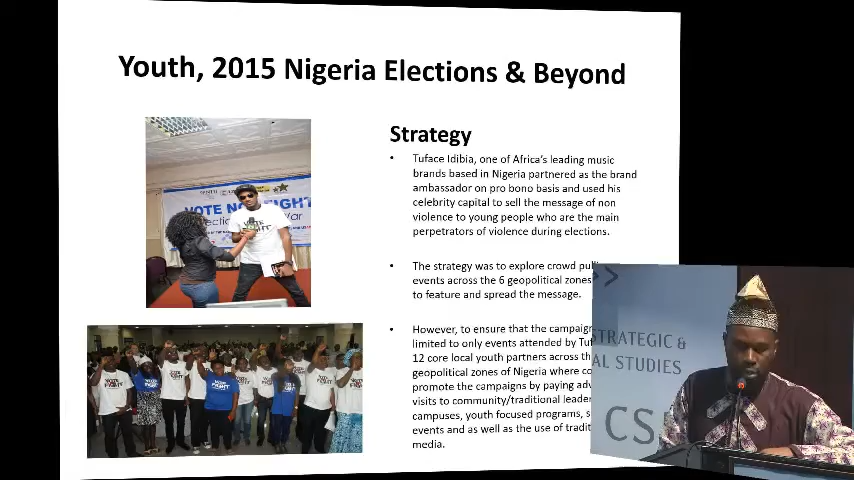 Youth, 2015 Nigeria Elections & Beyond
VOTE NOT FIGHT
War
Strategy
• Tuface Idibia, one of Africa's leading music
brands based in Nigeria partnered as the brand
ambassador on pro bono basis and used his
celebrity capital to sell the message of non
violence to young people who are the main
perpetrators of violence during elections.
• The strategy was to explore crowd pull
events across the 6 geopolitical zones
to feature and spread the message.
• However, to ensure that the campaign
limited to only events attended by Tuf
12 core local youth partners across th
geopolitical zones of Nigeria where co
promote the campaigns by paying adv
visits to community/traditional leader
campuses, youth focused programs, s
events and as well as the use of tradit
media.
STRATEGIC &
AL STUDIES
CS